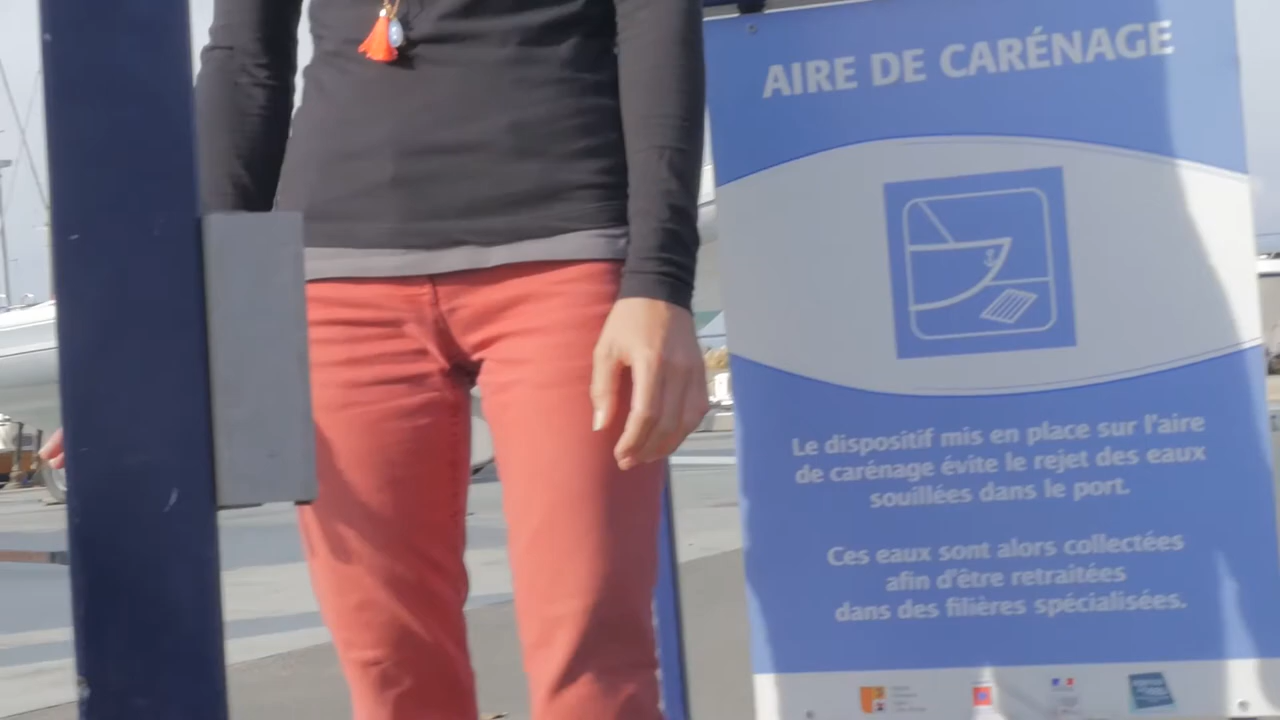 AIRE DE CARÉNAGE
Le dispositif mis en place sur l'aire
de carénage évite le rejet des eaux
souillées dans le port.
Ces eaux sont alors collectées
afin d'être retraitées
dans des filières spécialisées.